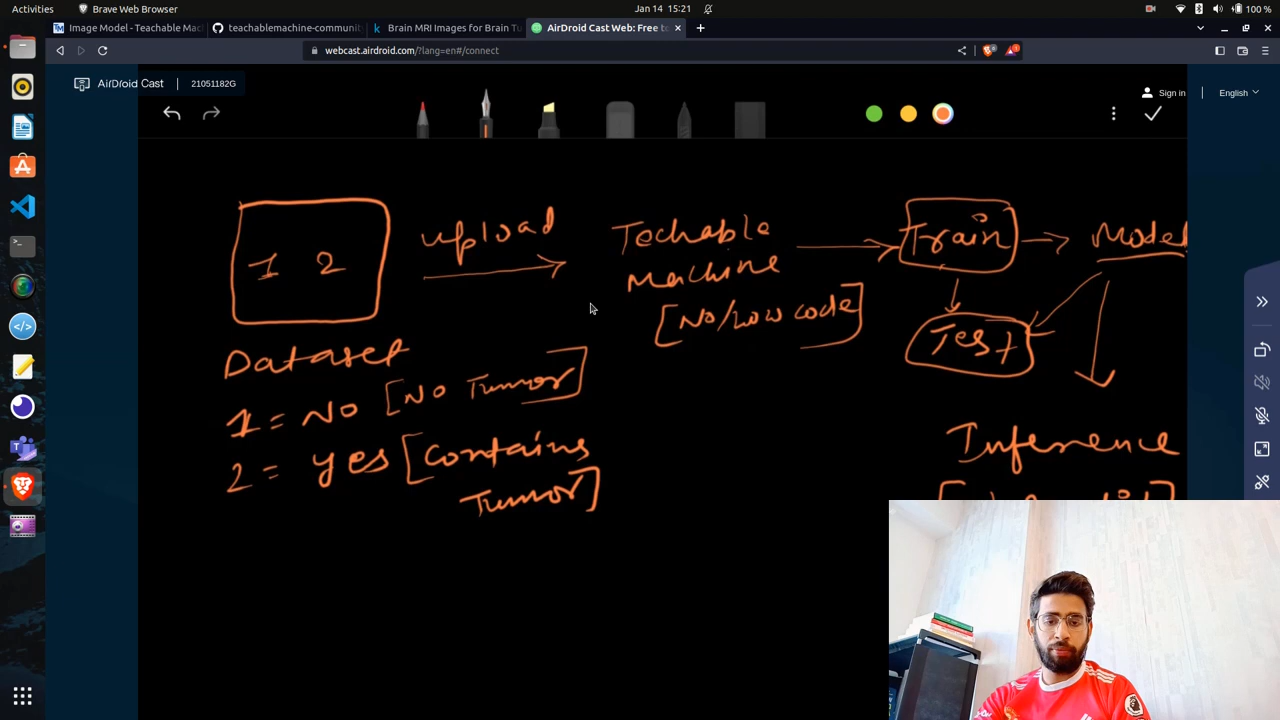 Activities
Brave Web Browser
Jan 14 15:21
100 %
Image Model - Teachable Mac
teachablemachine-communit
Brain MRI Images for Brain Tu
AirDroid Cast Web: Free to
webcast.airdroid.com/?lang=en#/connect
AirDroid Cast
21051182G
Sign in
English
1 2
upload
Techable
Machine
[No/Low code]
Train
Model
Test
Dataset
1 = No [No Tumor]
2 = yes [contains
Tumor]
Inference